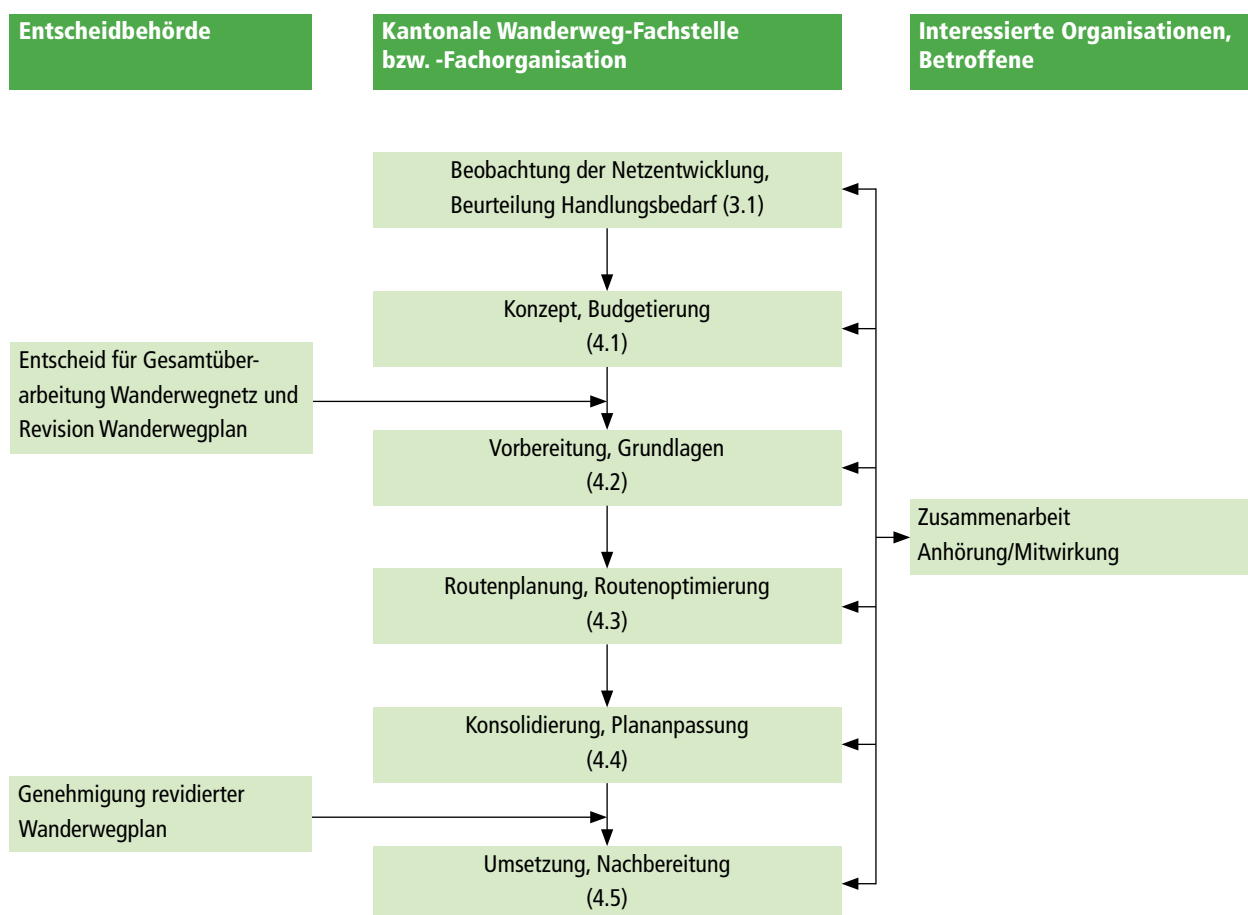 Entscheidbehörde
Kantonale Wanderweg-Fachstelle
bzw. -Fachorganisation
Interessierte Organisationen,
Betroffene
Beobachtung der Netzentwicklung,
Beurteilung Handlungsbedarf (3.1)
Konzept, Budgetierung
(4.1)
Entscheid für Gesamtüber-
arbeitung Wanderwegnetz und
Revision Wanderwegplan
Vorbereitung, Grundlagen
(4.2)
Zusammenarbeit
Anhörung/Mitwirkung
Routenplanung, Routenoptimierung
(4.3)
Konsolidierung, Plananpassung
(4.4)
Genehmigung revidierter
Wanderwegplan
Umsetzung, Nachbereitung
(4.5)